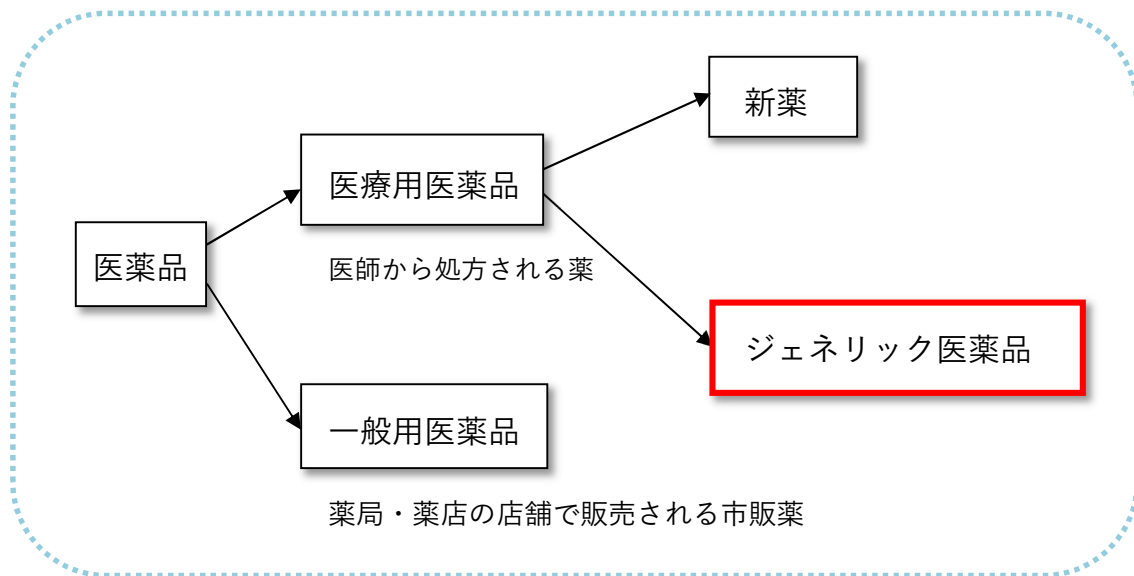 新薬
医療用医薬品
医薬品
医師から処方される薬
ジェネリック医薬品
一般用医薬品
薬局・薬店の店舗で販売される市販薬